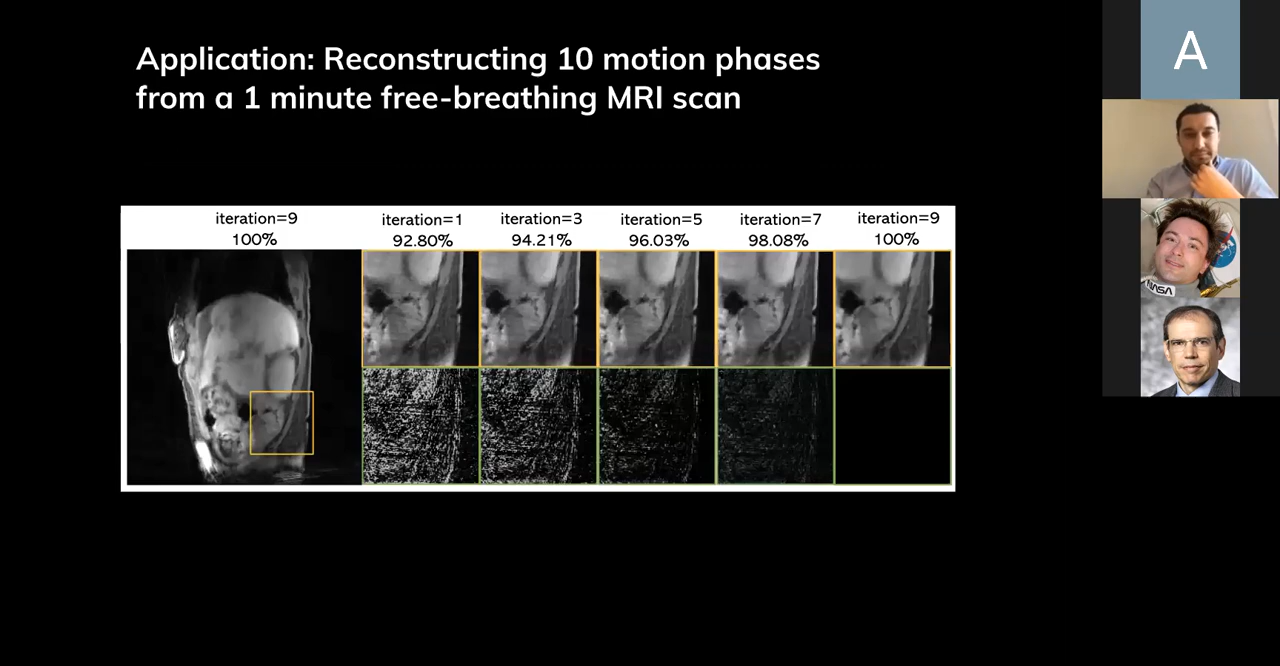 Application: Reconstructing 10 motion phases
from a 1 minute free-breathing MRI scan
iteration=9 iteration=1 iteration=3 iteration=5 iteration=7 iteration=9
100% 92.80% 94.21% 96.03% 98.08% 100%
A
NASA